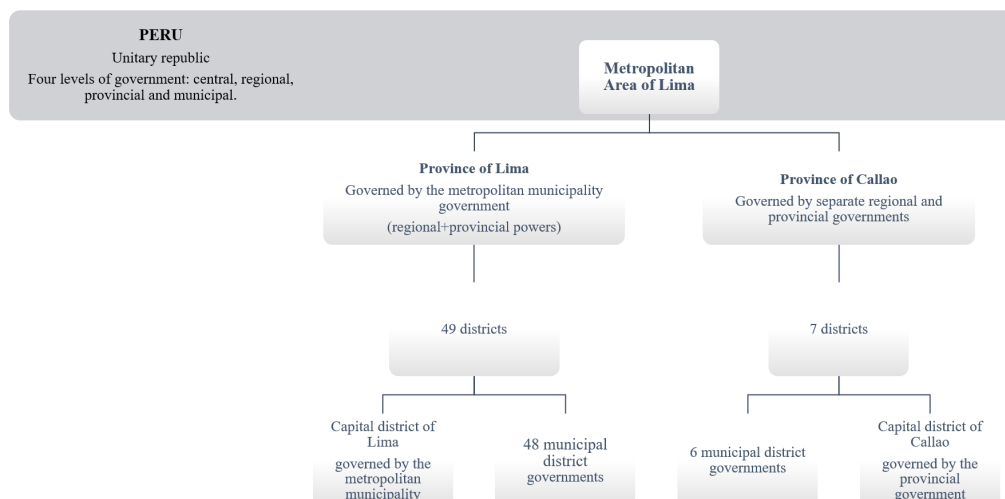 PERU
Unitary republic
Four levels of government: central, regional,
provincial and municipal.
Metropolitan
Area of Lima
Province of Lima
Governed by the metropolitan municipality
government
(regional+provincial powers)
Province of Callao
Governed by separate regional and
provincial governments
49 districts
7 districts
Capital district of
Lima
governed by the
metropolitan
municipality
48 municipal
district
governments
6 municipal district
governments
Capital district of
Callao
governed by the
provincial
government